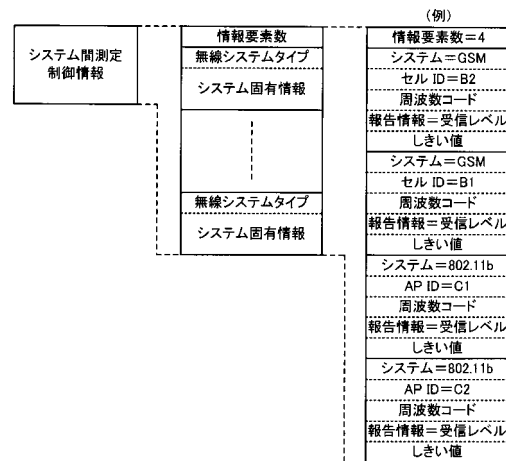 システム間測定
制御情報
情報要素数
無線システムタイプ
システム固有情報
無線システムタイプ
システム固有情報
(例)
情報要素数=4
システム=GSM
セル ID=B2
周波数コード
報告情報=受信レベル
しきい値
システム=GSM
セル ID=B1
周波数コード
報告情報=受信レベル
しきい値
システム=802.11b
AP ID=C1
周波数コード
報告情報=受信レベル
しきい値
システム=802.11b
AP ID=C2
周波数コード
報告情報=受信レベル
しきい値